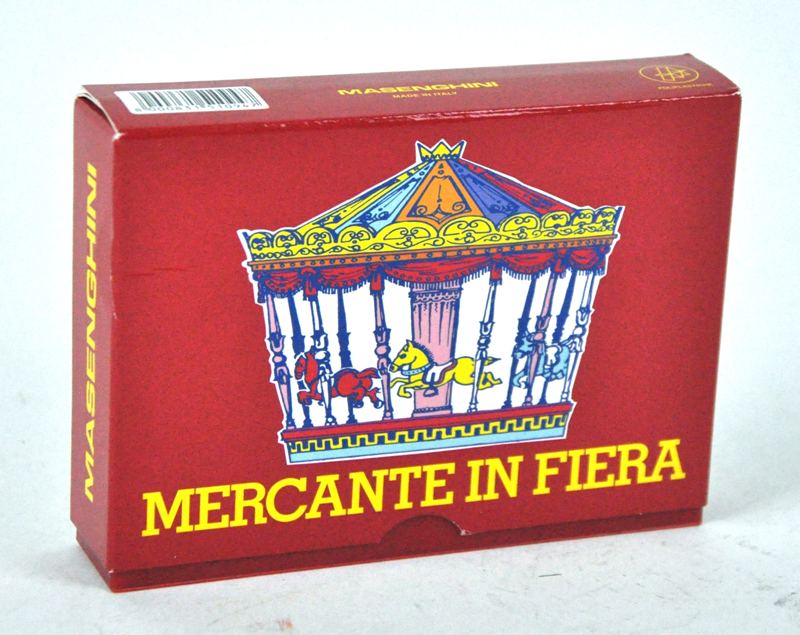 MASENGHINI
MADE IN ITALY
MASENGHINI
MERCANTE IN FIERA